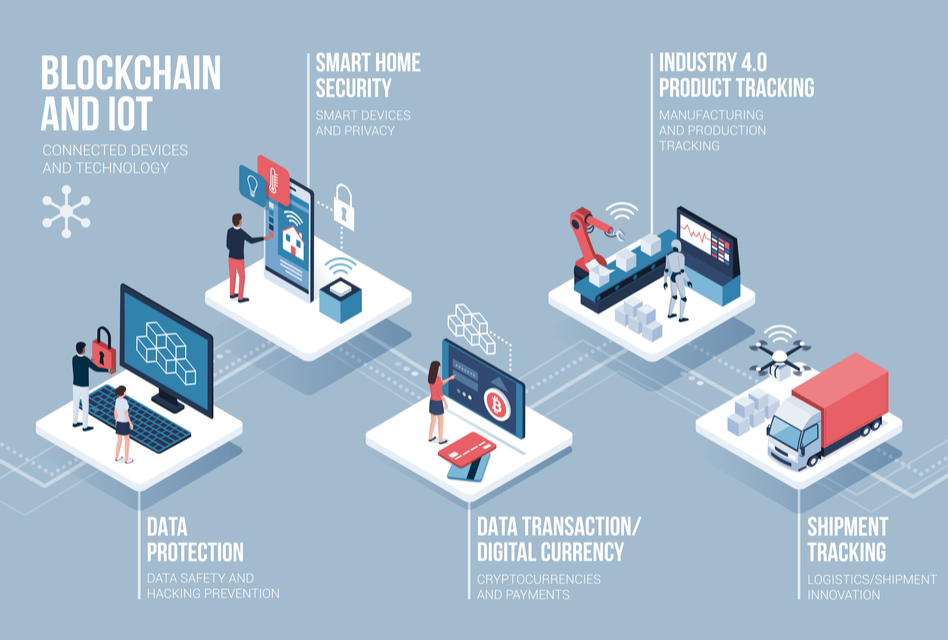 BLOCKCHAIN
AND IOT
CONNECTED DEVICES
AND TECHNOLOGY
SMART HOME
SECURITY
SMART DEVICES
AND PRIVACY
INDUSTRY 4.0
PRODUCT TRACKING
MANUFACTURING
AND PRODUCTION
TRACKING
DATA
PROTECTION
DATA SAFETY AND
HACKING PREVENTION
DATA TRANSACTION/
DIGITAL CURRENCY
CRYPTOCURRENCIES
AND PAYMENTS
SHIPMENT
TRACKING
LOGISTICS/SHIPMENT
INNOVATION